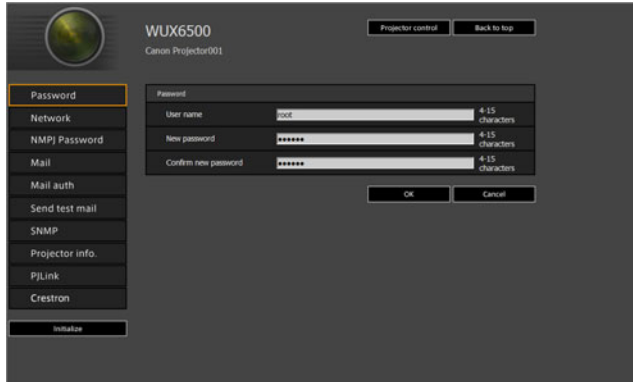 WUX6500
Canon Projector001
Projector control
Back to top
Password
Network
NMPJ Password
Mail
Mail auth
Send test mail
SNMP
Projector info.
PJLink
Crestron
Initialize
Password
User name root 4-15 characters
New password •••••• 4-15 characters
Confirm new password •••••• 4-15 characters
OK
Cancel